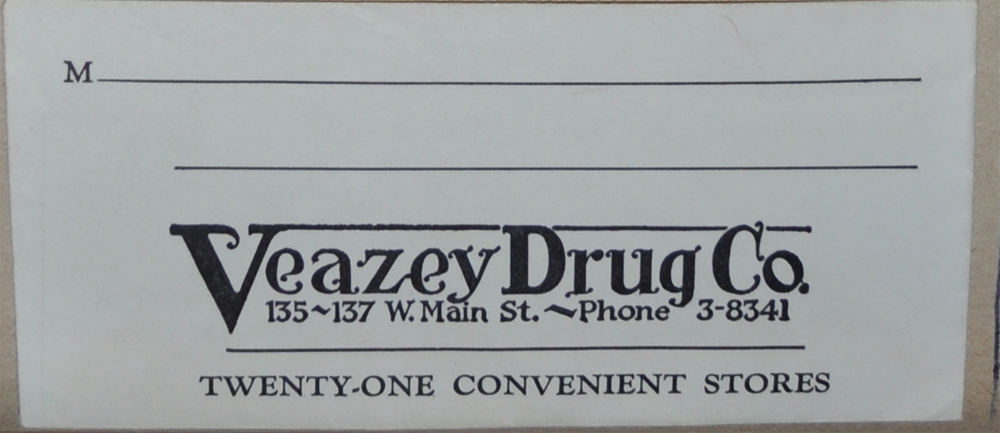 M
Veazey Drug Co.
135~137 W. Main St.~Phone 3-8341
TWENTY-ONE CONVENIENT STORES